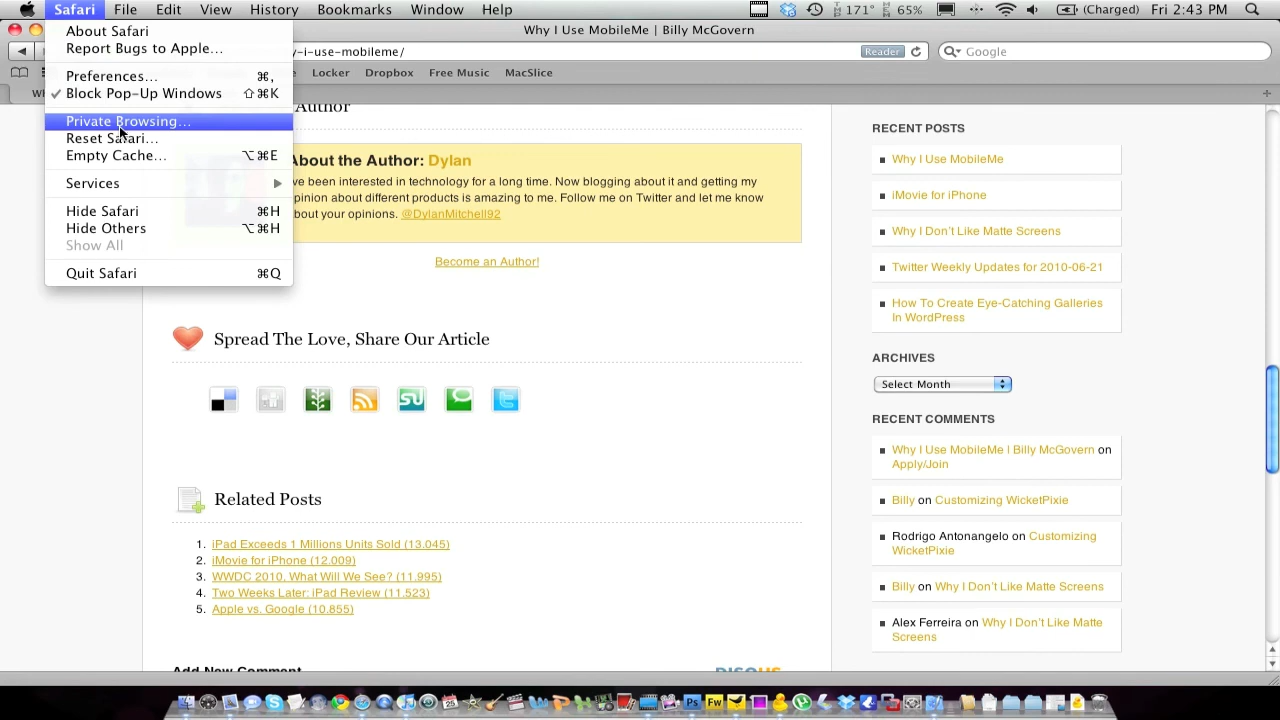 Safari File Edit View History Bookmarks Window Help 171° 65% (Charged) Fri 2:43 PM
Why I Use MobileMe | Billy McGovern
y-i-use-mobileme/ Reader Google
Locker Dropbox Free Music MacSlice
About Safari
Report Bugs to Apple...
Preferences... ⌘,
✓ Block Pop-Up Windows ⇧⌘K
Private Browsing...
Reset Safari...
Empty Cache... ⌥⌘E
Services ▶
Hide Safari ⌘H
Hide Others ⌥⌘H
Show All
Quit Safari ⌘Q
Author
About the Author: Dylan
ve been interested in technology for a long time. Now blogging about it and getting my
pinion about different products is amazing to me. Follow me on Twitter and let me know
bout your opinions. @DylanMitchell92
Become an Author!
Spread The Love, Share Our Article
Related Posts
1. iPad Exceeds 1 Millions Units Sold (13.045)
2. iMovie for iPhone (12.009)
3. WWDC 2010, What Will We See? (11.995)
4. Two Weeks Later: iPad Review (11.523)
5. Apple vs. Google (10.855)
Add New Comment DISQUS
RECENT POSTS
Why I Use MobileMe
iMovie for iPhone
Why I Don't Like Matte Screens
Twitter Weekly Updates for 2010-06-21
How To Create Eye-Catching Galleries
In WordPress
ARCHIVES
Select Month
RECENT COMMENTS
Why I Use MobileMe | Billy McGovern on
Apply/Join
Billy on Customizing WicketPixie
Rodrigo Antonangelo on Customizing
WicketPixie
Billy on Why I Don't Like Matte Screens
Alex Ferreira on Why I Don't Like Matte
Screens
25 Ps Fw